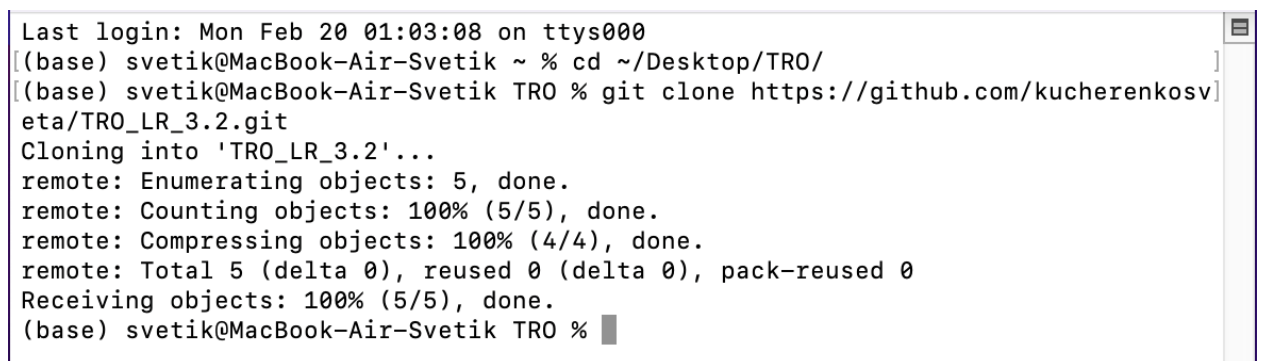 Last login: Mon Feb 20 01:03:08 on ttys000
[(base) svetik@MacBook-Air-Svetik ~ % cd ~/Desktop/TRO/ ]
[(base) svetik@MacBook-Air-Svetik TRO % git clone https://github.com/kucherenkosv]
eta/TRO_LR_3.2.git
Cloning into 'TRO_LR_3.2'...
remote: Enumerating objects: 5, done.
remote: Counting objects: 100% (5/5), done.
remote: Compressing objects: 100% (4/4), done.
remote: Total 5 (delta 0), reused 0 (delta 0), pack-reused 0
Receiving objects: 100% (5/5), done.
(base) svetik@MacBook-Air-Svetik TRO %